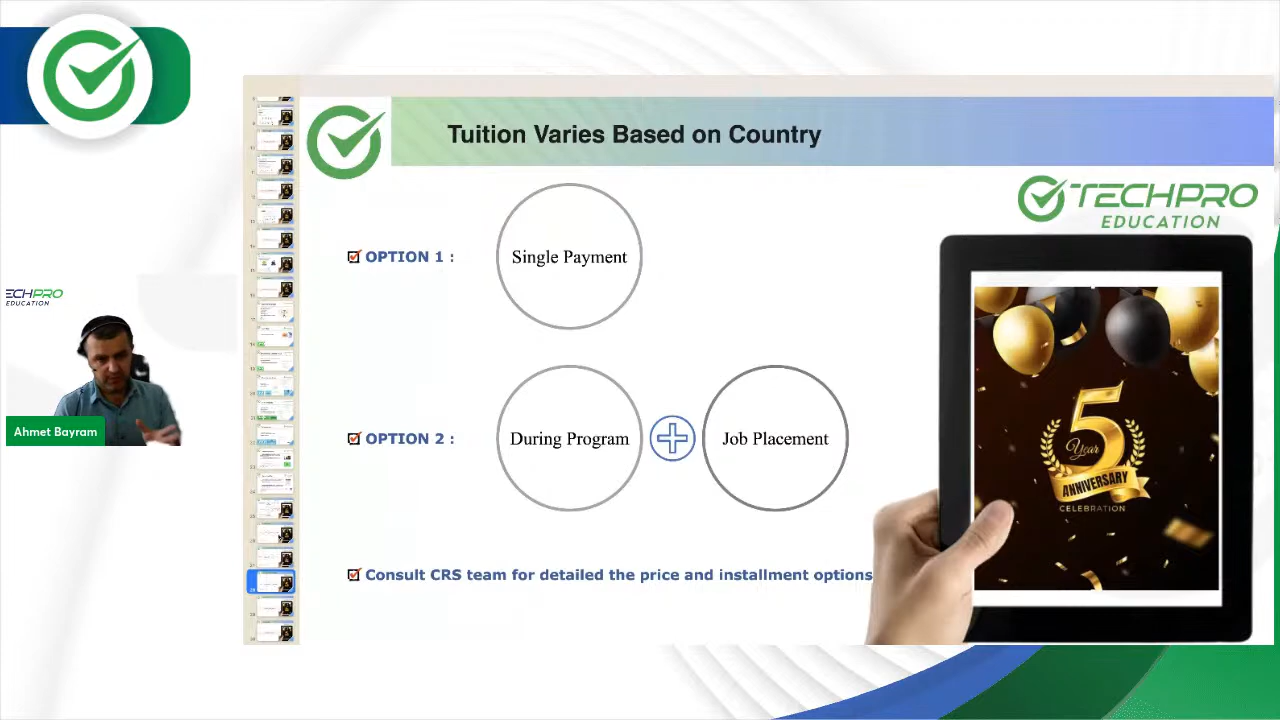 Tuition Varies Based on Country
TECHPRO
EDUCATION
OPTION 1 :
Single Payment
ECHPRO
EDUCATION
Ahmet Bayram
OPTION 2 :
During Program
Job Placement
5
Year
ANNIVERSARY
CELEBRATION
Consult CRS team for detailed the price and installment options